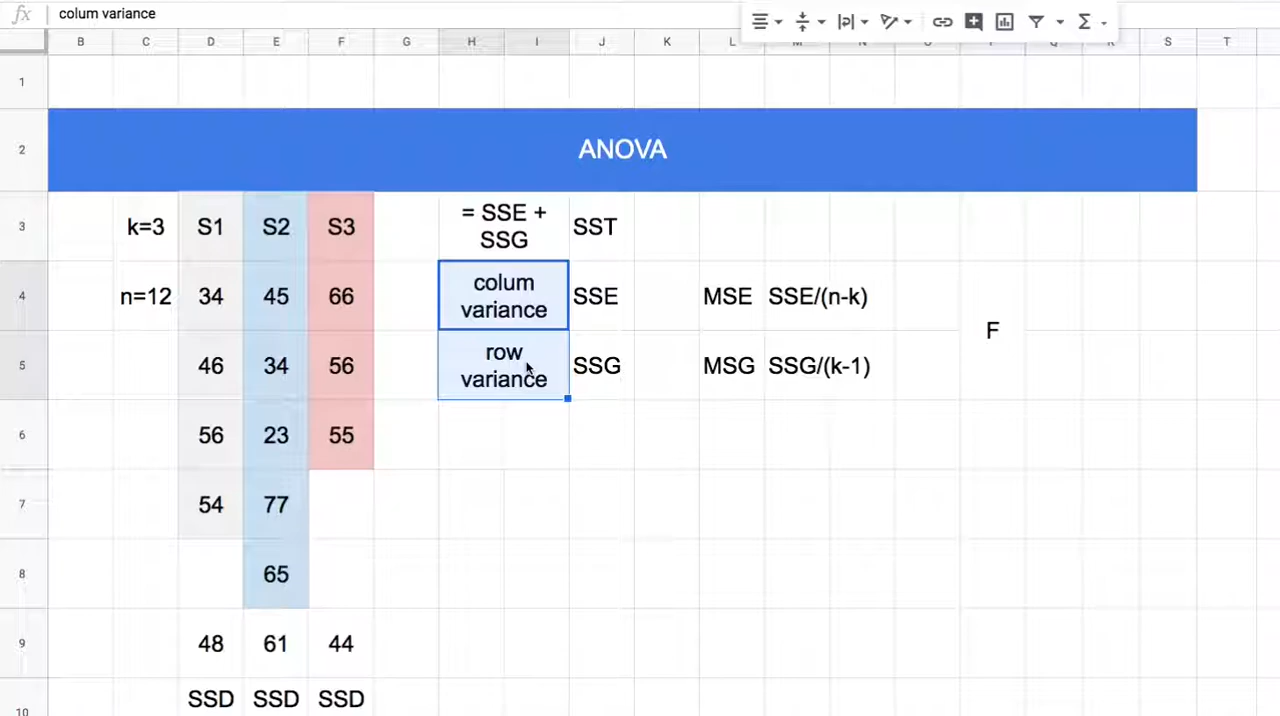 fx colum variance
B C D E F G H I J K L M N O P Q R S T
1
2 ANOVA
3 k=3 S1 S2 S3 = SSE + SST
SSG
4 n=12 34 45 66 colum variance SSE MSE SSE/(n-k)
F
5 46 34 56 row variance SSG MSG SSG/(k-1)
6 56 23 55
7 54 77
8 65
9 48 61 44
10 SSD SSD SSD